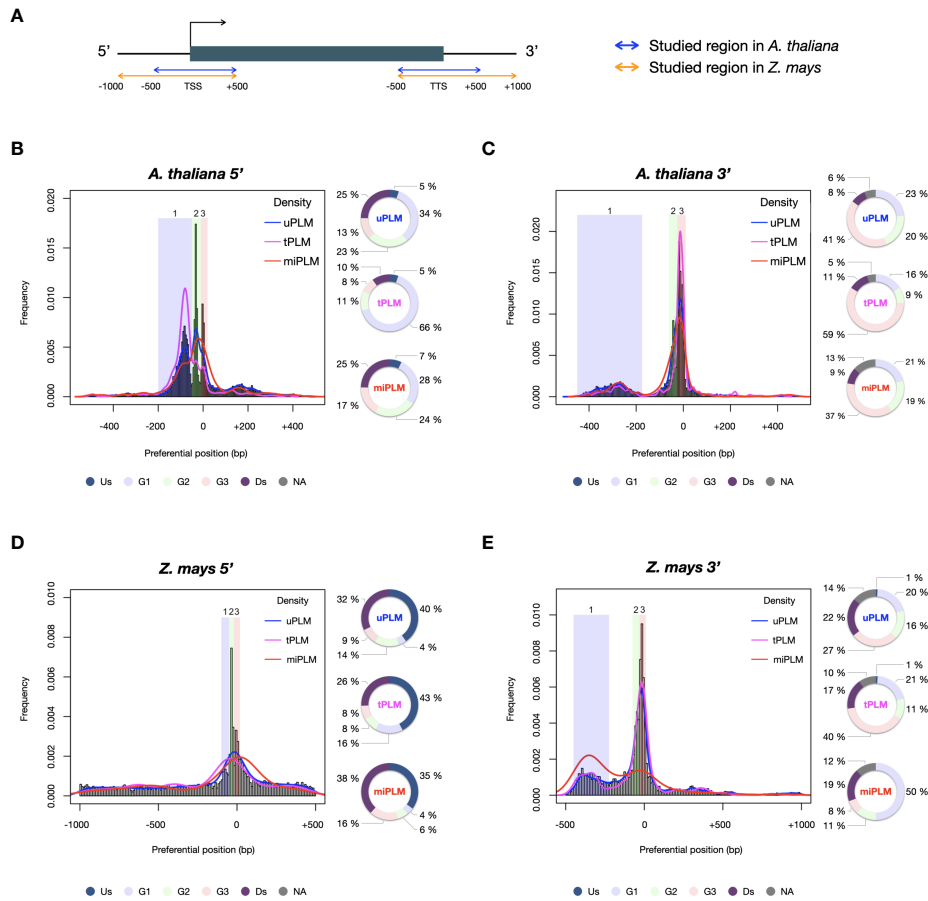 A
5’ 3’
Studied region in A. thaliana
Studied region in Z. mays
-1000 -500 TSS +500 -500 TTS +500 +1000
B
A. thaliana 5’
Frequency
0.000 0.005 0.010 0.015 0.020
1 2 3
Density
uPLM
tPLM
miPLM
-400 -200 0 +200 +400
Preferential position (bp)
25 % 5 %
uPLM 34 %
13 %
23 %
10 % 5 %
8 %
tPLM
11 %
66 %
7 %
25 % 28 %
miPLM
17 % 24 %
Us G1 G2 G3 Ds NA
C
A. thaliana 3’
Frequency
0.000 0.005 0.010 0.015 0.020
1 2 3
Density
uPLM
tPLM
miPLM
-400 -200 0 +200 +400
Preferential position (bp)
6 %
8 % 23 %
uPLM
41 % 20 %
5 %
11 % 16 %
tPLM 9 %
59 %
13 %
9 % 21 %
miPLM
37 % 19 %
Us G1 G2 G3 Ds NA
D
Z. mays 5’
Frequency
0.000 0.002 0.004 0.006 0.008 0.010
1 2 3
Density
uPLM
tPLM
miPLM
-1000 -500 0 +500
Preferential position (bp)
32 % 40 %
uPLM
9 %
14 % 4 %
26 % 43 %
tPLM
8 %
8 %
16 %
38 % 35 %
miPLM
4 %
16 % 6 %
Us G1 G2 G3 Ds NA
E
Z. mays 3’
Frequency
0.000 0.002 0.004 0.006 0.008 0.010
1 2 3
Density
uPLM
tPLM
miPLM
-500 0 +500 +1000
Preferential position (bp)
14 % 1 %
20 %
22 % uPLM 16 %
27 %
10 % 1 %
17 % 21 %
tPLM 11 %
40 %
12 %
19 % miPLM 50 %
8 %
11 %
Us G1 G2 G3 Ds NA